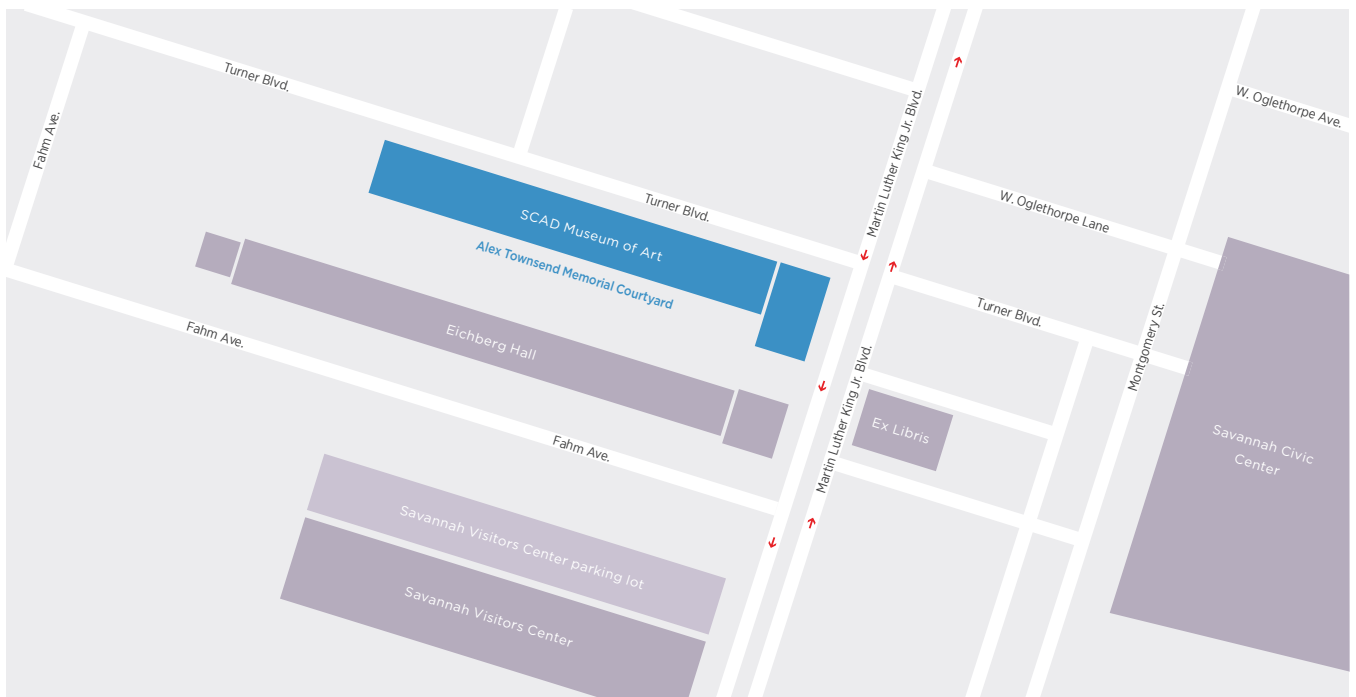 Turner Blvd.
W. Oglethorpe Ave.
Fahm Ave.
Martin Luther King Jr. Blvd.
Turner Blvd.
W. Oglethorpe Lane
SCAD Museum of Art
Alex Townsend Memorial Courtyard
Turner Blvd.
Fahm Ave.
Eichberg Hall
Montgomery St.
Martin Luther King Jr. Blvd.
Ex Libris
Savannah Civic
Center
Fahm Ave.
Savannah Visitors Center parking lot
Savannah Visitors Center